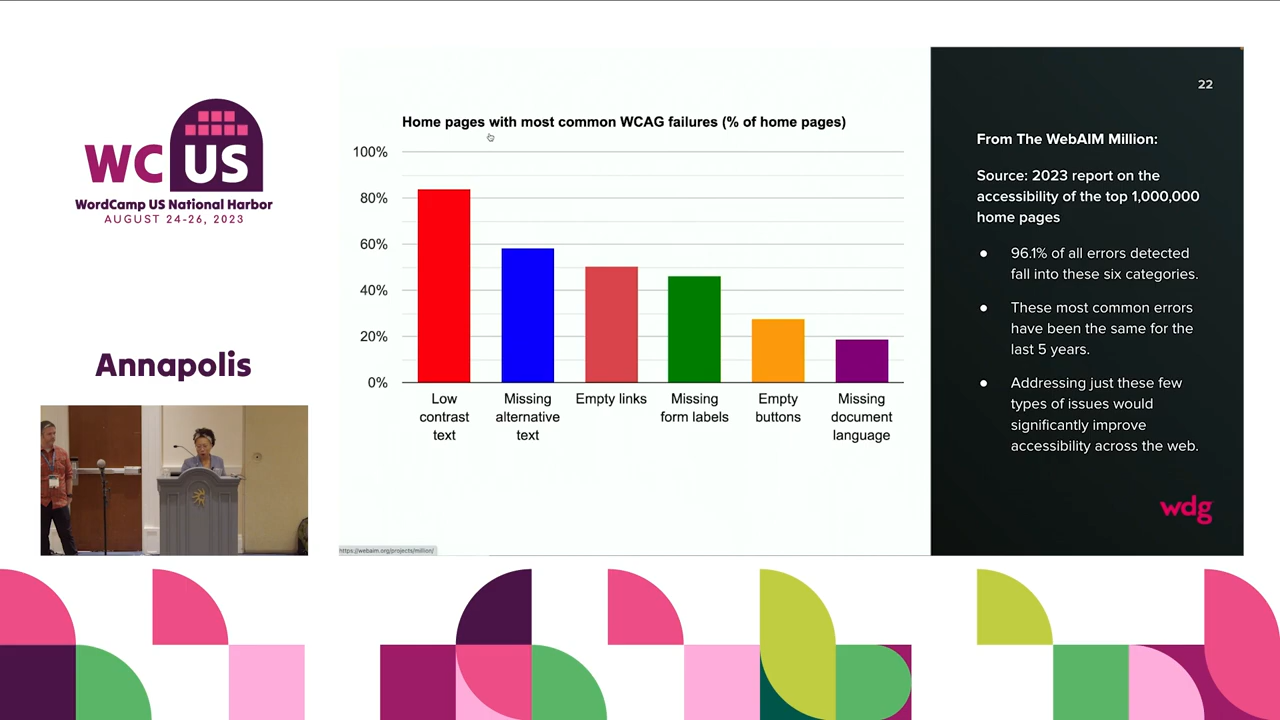 WC US
WordCamp US National Harbor
AUGUST 24-26, 2023
Annapolis
Home pages with most common WCAG failures (% of home pages)
100%
80%
60%
40%
20%
0%
Low contrast text
Missing alternative text
Empty links
Missing form labels
Empty buttons
Missing document language
https://webaim.org/projects/million/
22
From The WebAIM Million:
Source: 2023 report on the
accessibility of the top 1,000,000
home pages
● 96.1% of all errors detected
fall into these six categories.
● These most common errors
have been the same for the
last 5 years.
● Addressing just these few
types of issues would
significantly improve
accessibility across the web.
wdg